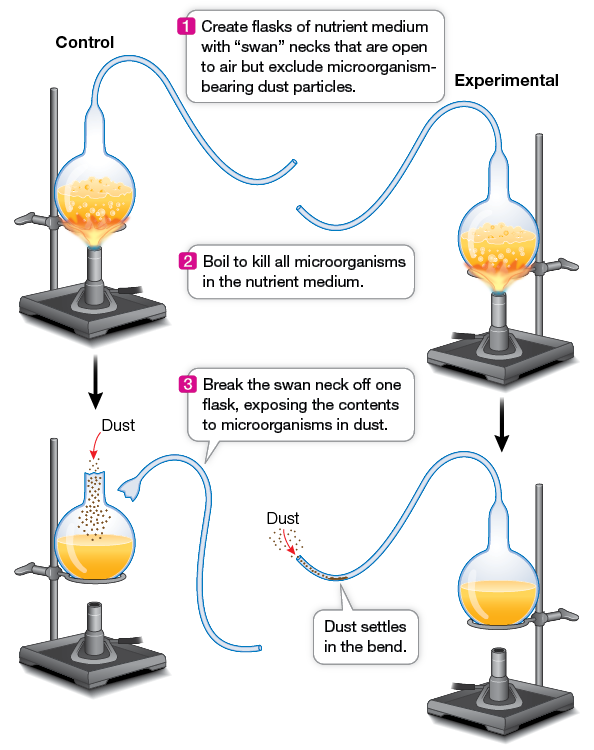 Control
1 Create flasks of nutrient medium
with “swan” necks that are open
to air but exclude microorganism-
bearing dust particles.
Experimental
2 Boil to kill all microorganisms
in the nutrient medium.
3 Break the swan neck off one
flask, exposing the contents
to microorganisms in dust.
Dust
Dust
Dust settles
in the bend.